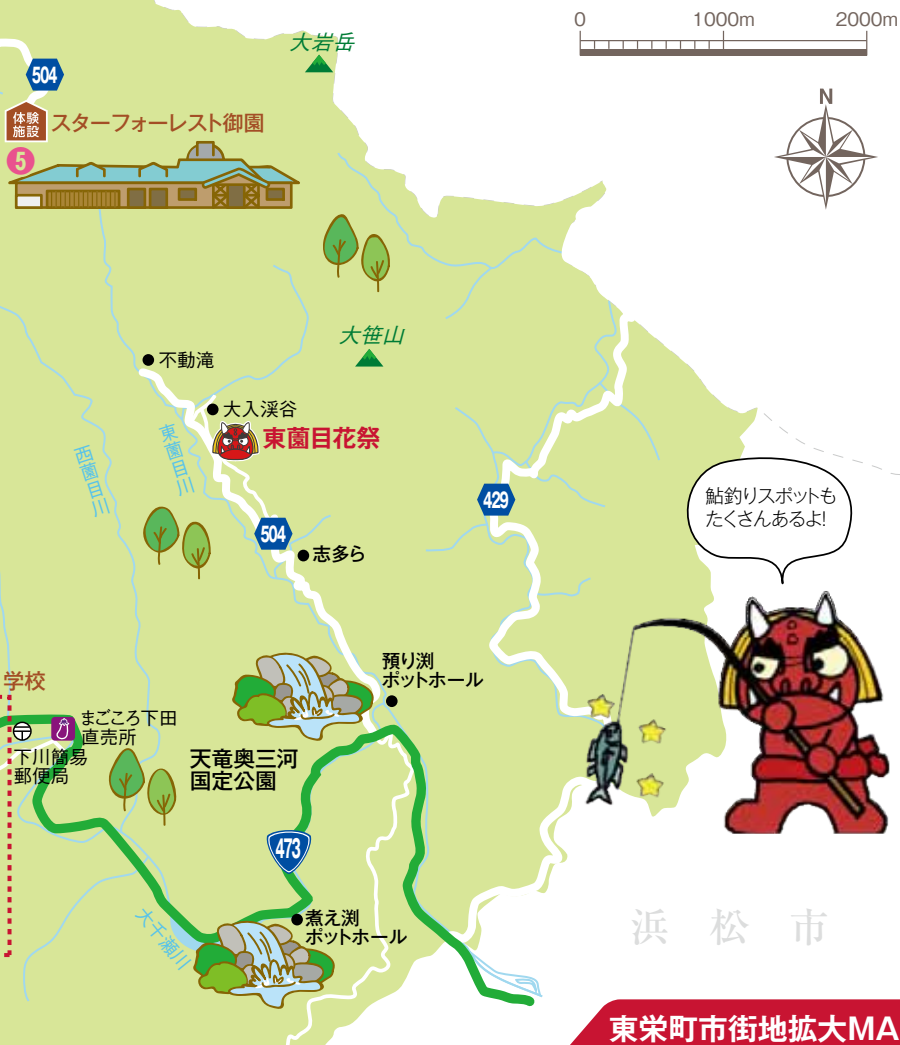 0 1000m 2000m
大岩岳
504
体験
施設
スターフォーレスト御園
5
N
大笹山
不動滝
大入渓谷
東薗目花祭
東薗目川
西薗目川
429
鮎釣りスポットも
たくさんあるよ!
504
志多ら
預り渕
ポットホール
学校
まごころ下田
直売所
下川簡易
郵便局
天竜奥三河
国定公園
473
煮え渕
ポットホール
大千瀬川
浜松市
東栄町市街地拡大MA